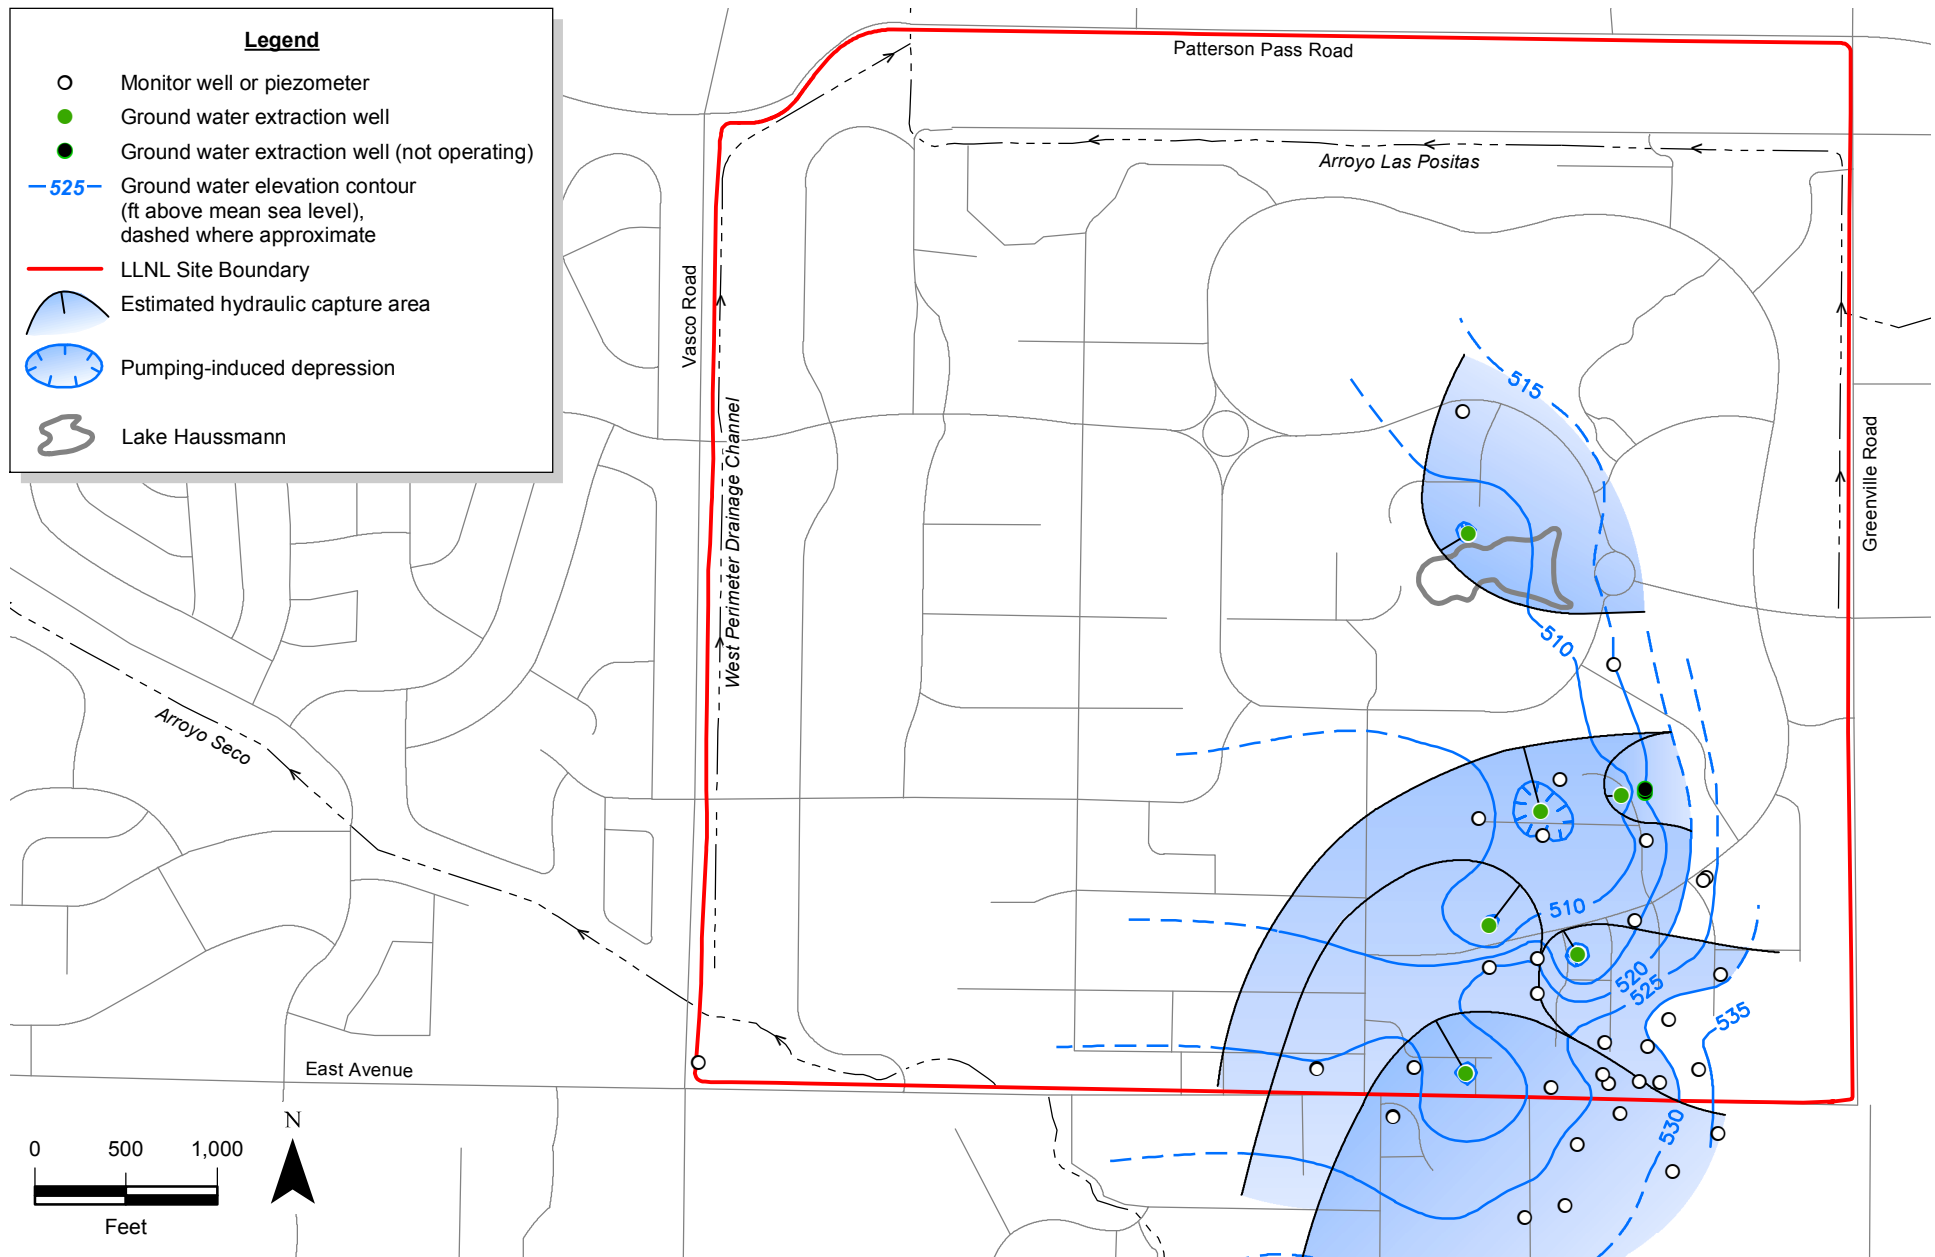 Legend
Monitor well or piezometer
Ground water extraction well
Ground water extraction well (not operating)
525
Ground water elevation contour
(ft above mean sea level),
dashed where approximate
LLNL Site Boundary
Estimated hydraulic capture area
Pumping-induced depression
Lake Haussmann
Patterson Pass Road
Arroyo Las Positas
Vasco Road
West Perimeter Drainage Channel
Greenville Road
515
510
Arroyo Seco
510
520
525
535
530
East Avenue
N
0 500 1,000
Feet